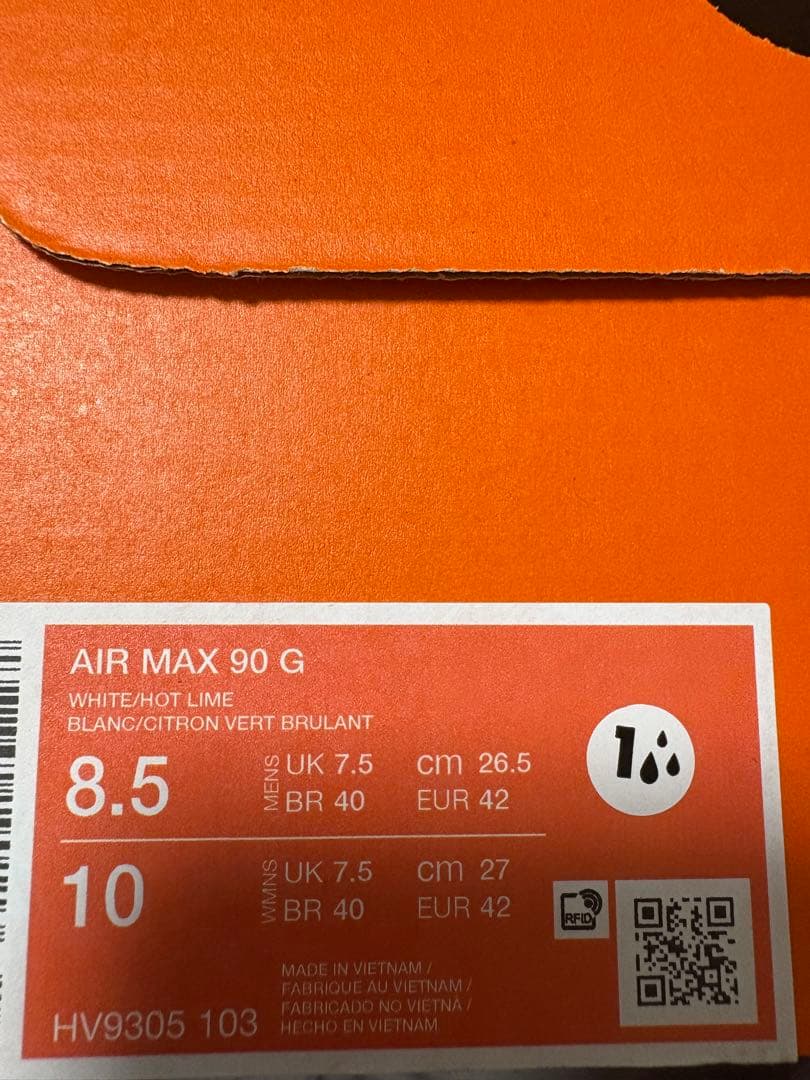 AIR MAX 90 G
WHITE/HOT LIME
BLANC/CITRON VERT BRULANT
8.5 MENS UK 7.5 cm 26.5
BR 40 EUR 42
10 WMNS UK 7.5 cm 27
BR 40 EUR 42
1
RFID
MADE IN VIETNAM /
FABRIQUE AU VIETNAM /
FABRICADO NO VIETNÃ /
HECHO EN VIETNAM
HV9305 103